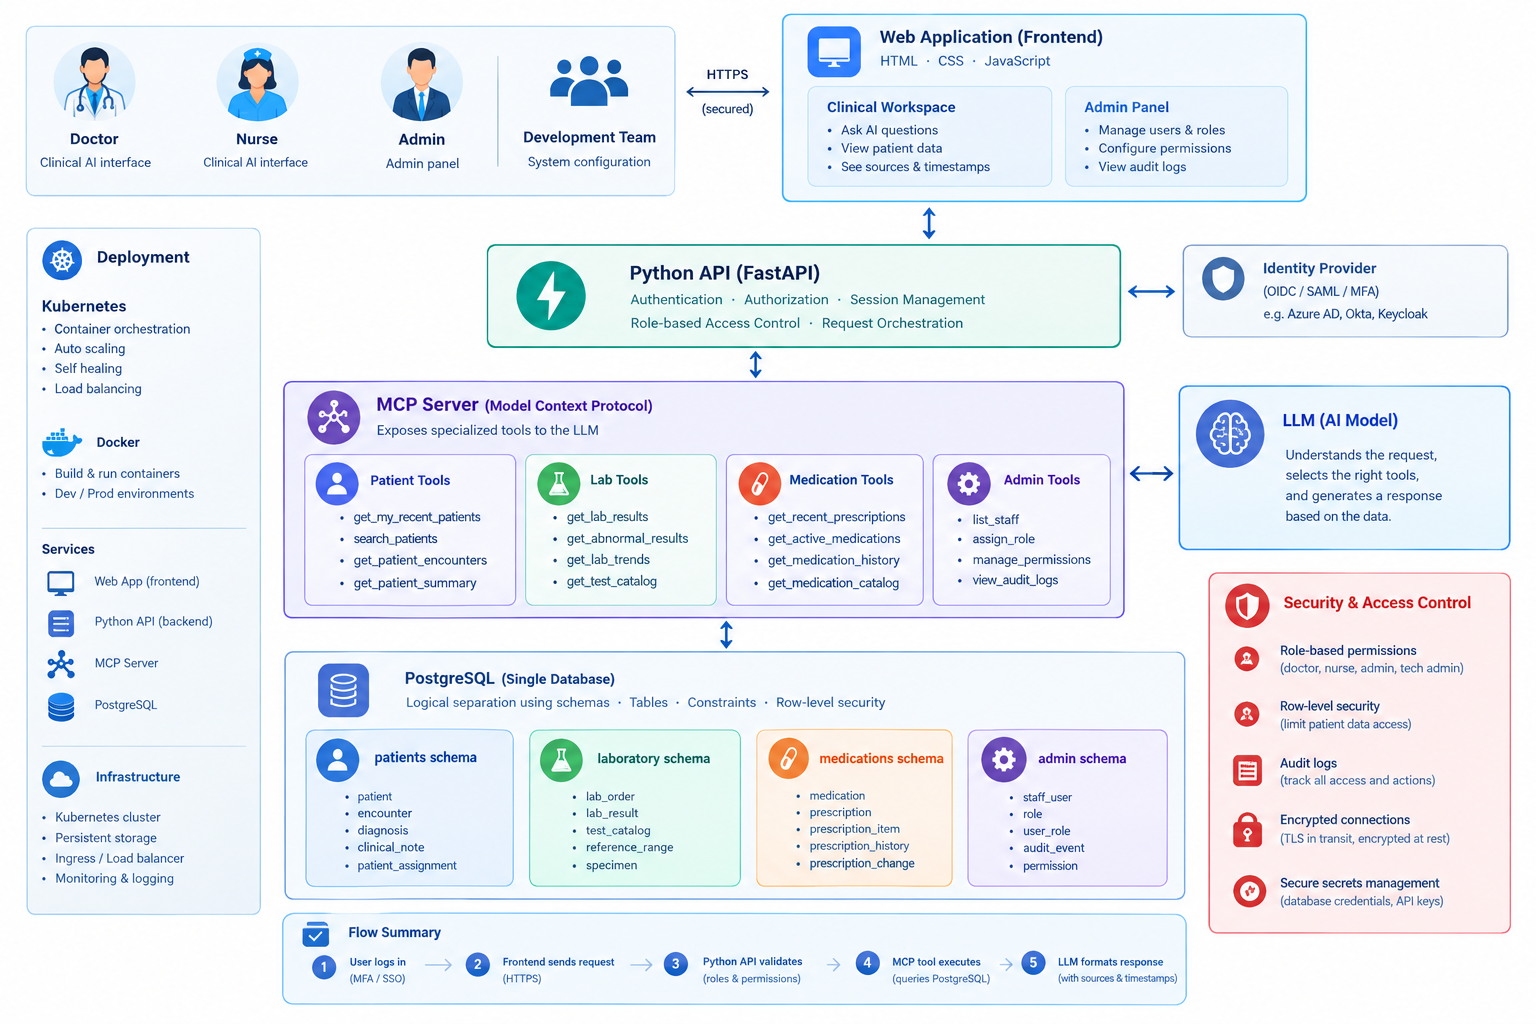 Doctor
Clinical AI interface
Nurse
Clinical AI interface
Admin
Admin panel
Development Team
System configuration
HTTPS
(secured)
Web Application (Frontend)
HTML · CSS · JavaScript
Clinical Workspace
• Ask AI questions
• View patient data
• See sources & timestamps
Admin Panel
• Manage users & roles
• Configure permissions
• View audit logs
Python API (FastAPI)
Authentication · Authorization · Session Management
Role-based Access Control · Request Orchestration
Identity Provider
(OIDC / SAML / MFA)
e.g. Azure AD, Okta, Keycloak
Deployment
Kubernetes
• Container orchestration
• Auto scaling
• Self healing
• Load balancing
Docker
• Build & run containers
• Dev / Prod environments
Services
Web App (frontend)
Python API (backend)
MCP Server
PostgreSQL
Infrastructure
• Kubernetes cluster
• Persistent storage
• Ingress / Load balancer
• Monitoring & logging
MCP Server (Model Context Protocol)
Exposes specialized tools to the LLM
Patient Tools
• get_my_recent_patients
• search_patients
• get_patient_encounters
• get_patient_summary
Lab Tools
• get_lab_results
• get_abnormal_results
• get_lab_trends
• get_test_catalog
Medication Tools
• get_recent_prescriptions
• get_active_medications
• get_medication_history
• get_medication_catalog
Admin Tools
• list_staff
• assign_role
• manage_permissions
• view_audit_logs
LLM (AI Model)
Understands the request,
selects the right tools,
and generates a response
based on the data.
PostgreSQL (Single Database)
Logical separation using schemas · Tables · Constraints · Row-level security
patients schema
• patient
• encounter
• diagnosis
• clinical_note
• patient_assignment
laboratory schema
• lab_order
• lab_result
• test_catalog
• reference_range
• specimen
medications schema
• medication
• prescription
• prescription_item
• prescription_history
• prescription_change
admin schema
• staff_user
• role
• user_role
• audit_event
• permission
Security & Access Control
Role-based permissions
(doctor, nurse, admin, tech admin)
Row-level security
(limit patient data access)
Audit logs
(track all access and actions)
Encrypted connections
(TLS in transit, encrypted at rest)
Secure secrets management
(database credentials, API keys)
Flow Summary
1 User logs in
(MFA / SSO)
2 Frontend sends request
(HTTPS)
3 Python API validates
(roles & permissions)
4 MCP tool executes
(queries PostgreSQL)
5 LLM formats response
(with sources & timestamps)